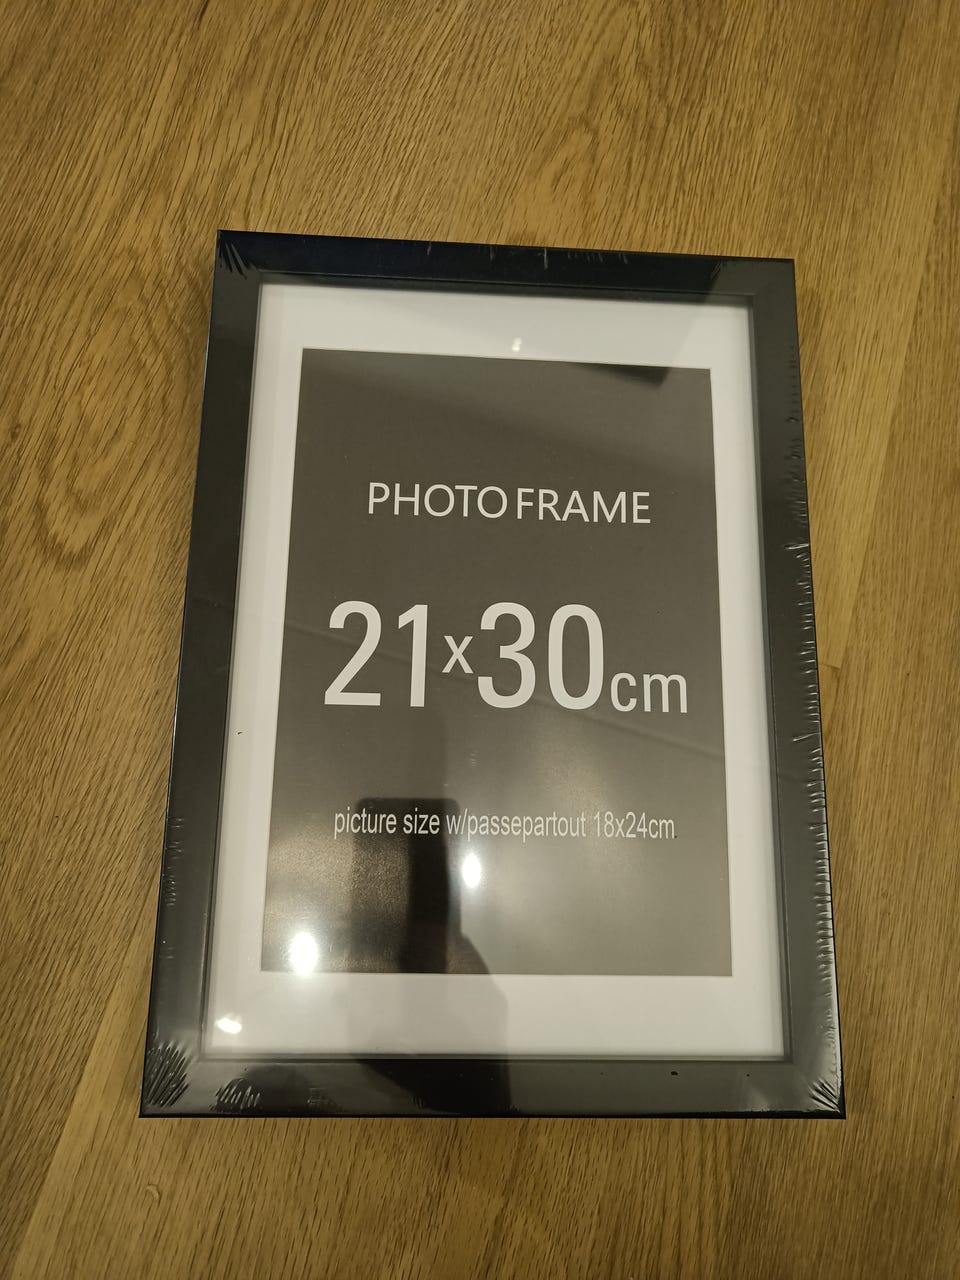 PHOTO FRAME
21x30cm
picture size w/passepartout 18x24cm